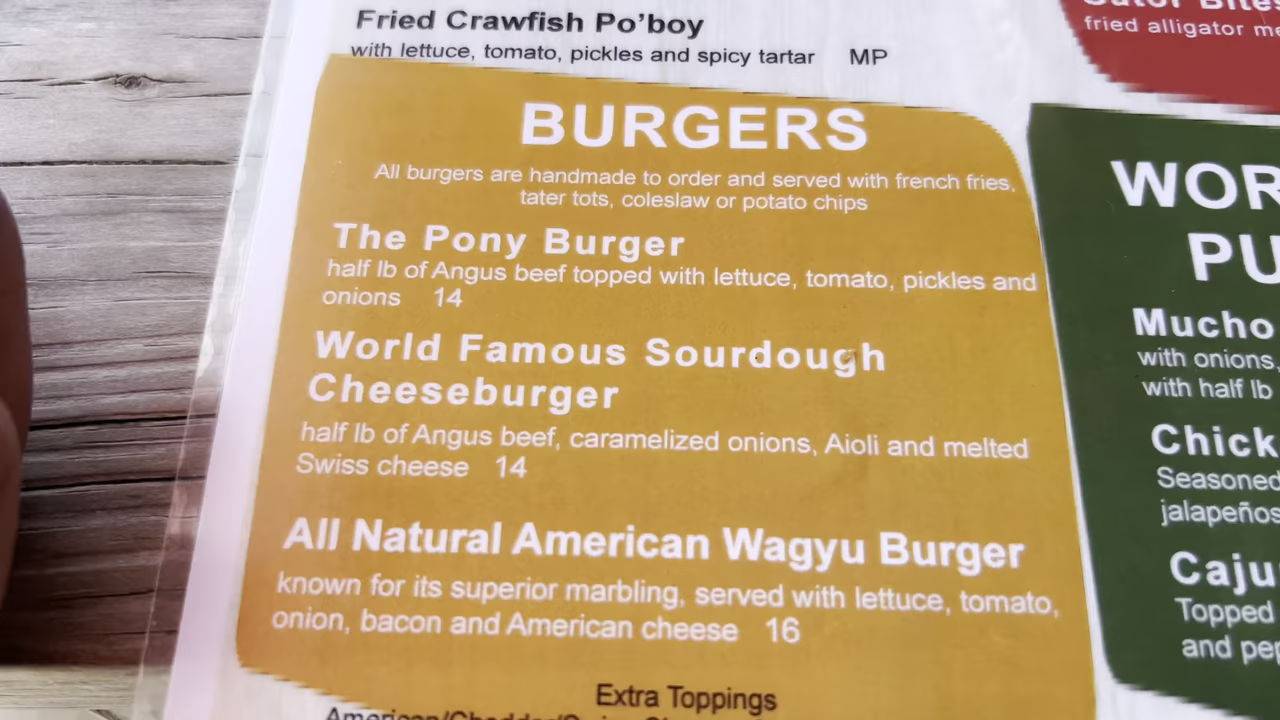 Fried Crawfish Po'boy
with lettuce, tomato, pickles and spicy tartar MP
fried alligator
BURGERS
All burgers are handmade to order and served with french fries,
tater tots, coleslaw or potato chips
The Pony Burger
half lb of Angus beef topped with lettuce, tomato, pickles and
onions 14
World Famous Sourdough
Cheeseburger
half lb of Angus beef, caramelized onions, Aioli and melted
Swiss cheese 14
All Natural American Wagyu Burger
known for its superior marbling, served with lettuce, tomato,
onion, bacon and American cheese 16
Extra Toppings
WOR
PU
Mucho
with onions,
with half lb
Chick
Seasoned
jalapeños
Caju
Topped
and